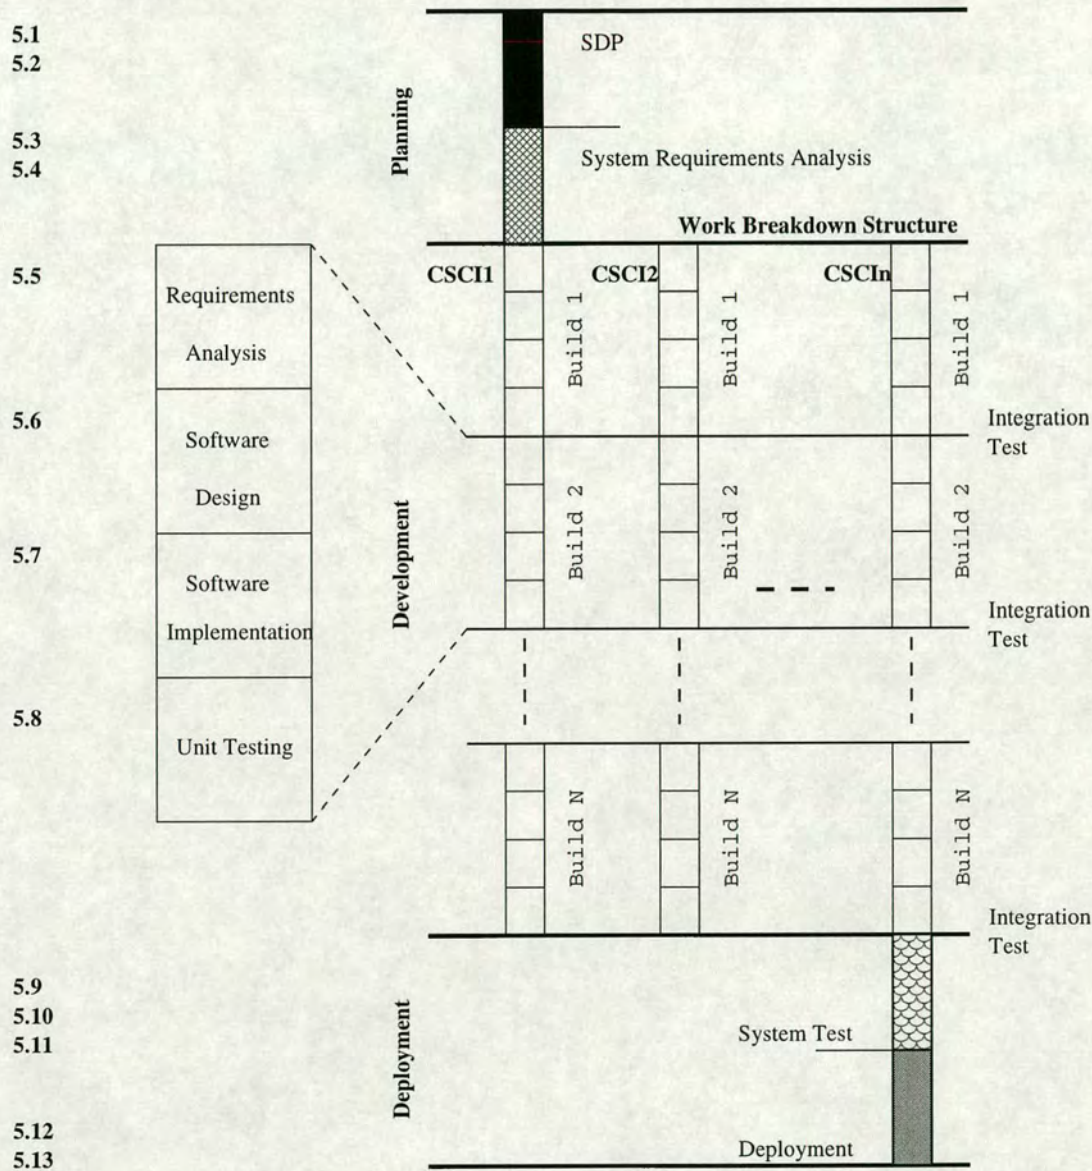 5.1
SDP
5.2
Planning
5.3
System Requirements Analysis
5.4
Work Breakdown Structure
5.5
CSCI1
CSCI2
CSCIn
Requirements
Analysis
Build 1
Build 1
Build 1
5.6
Integration
Test
Software
Design
Development
Build 2
Build 2
Build 2
5.7
Software
Implementation
Integration
Test
5.8
Unit Testing
Build N
Build N
Build N
Integration
Test
5.9
5.10
5.11
System Test
Deployment
5.12
5.13
Deployment